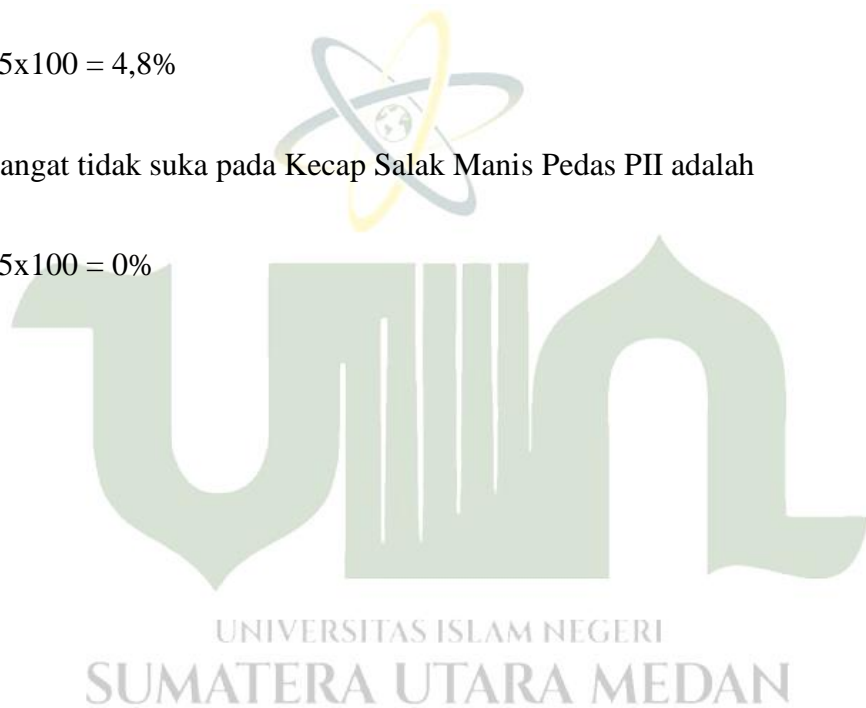 5x100 = 4,8%
angat tidak suka pada Kecap Salak Manis Pedas PII adalah
5x100 = 0%
UNIVERSITAS ISLAM NEGERI
SUMATERA UTARA MEDAN